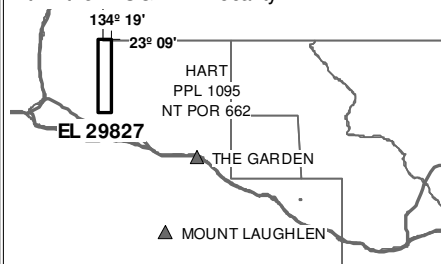 134º 19'
23º 09'
HART
PPL 1095
NT POR 662
EL 29827
THE GARDEN
MOUNT LAUGHLEN